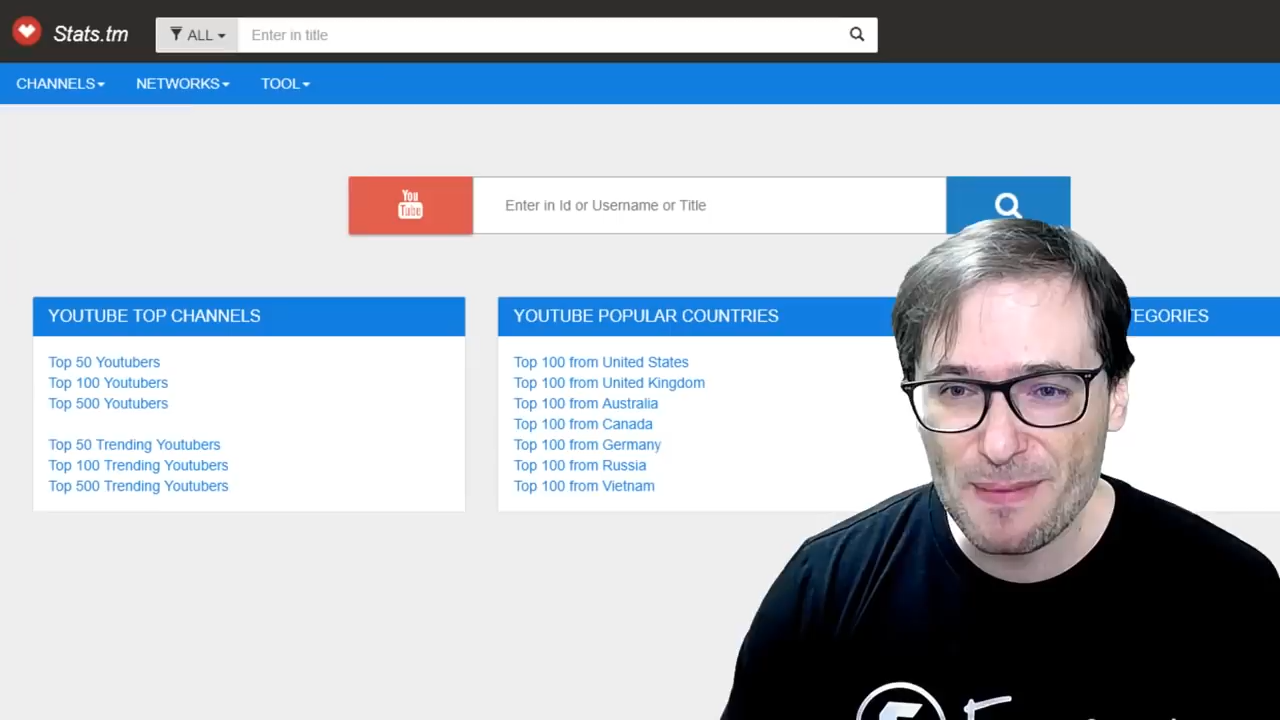 Stats.tm
ALL
Enter in title
CHANNELS
NETWORKS
TOOL
You
Tube
Enter in Id or Username or Title
YOUTUBE TOP CHANNELS
Top 50 Youtubers
Top 100 Youtubers
Top 500 Youtubers
Top 50 Trending Youtubers
Top 100 Trending Youtubers
Top 500 Trending Youtubers
YOUTUBE POPULAR COUNTRIES
Top 100 from United States
Top 100 from United Kingdom
Top 100 from Australia
Top 100 from Canada
Top 100 from Germany
Top 100 from Russia
Top 100 from Vietnam
TEGORIES